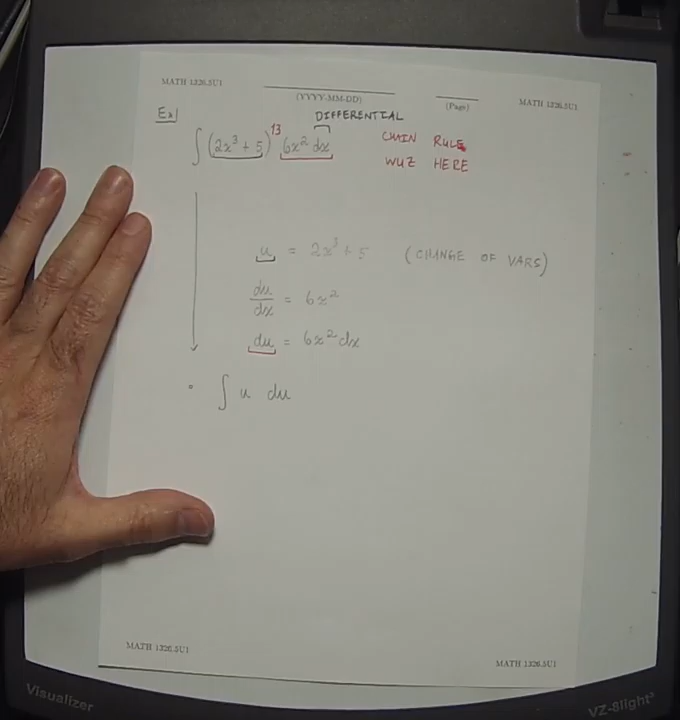 MATH 1326.5U1
(YYYY-MM-DD)
(Page)
MATH 1326.5U1
Ex1
DIFFERENTIAL
∫ (2x³ + 5)¹³ 6x² dx
CHAIN RULE
WUZ HERE
u = 2x³ + 5 (CHANGE OF VARS)
du/dx = 6x²
du = 6x² dx
∫ u du
MATH 1326.5U1
MATH 1326.5U1
Visualizer
VZ-8light³